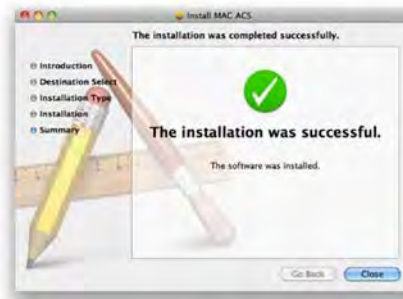 Install MAC ACS
The installation was completed successfully.
Introduction
Destination Select
Installation Type
Installation
Summary
The installation was successful.
The software was installed.
Go Back
Close